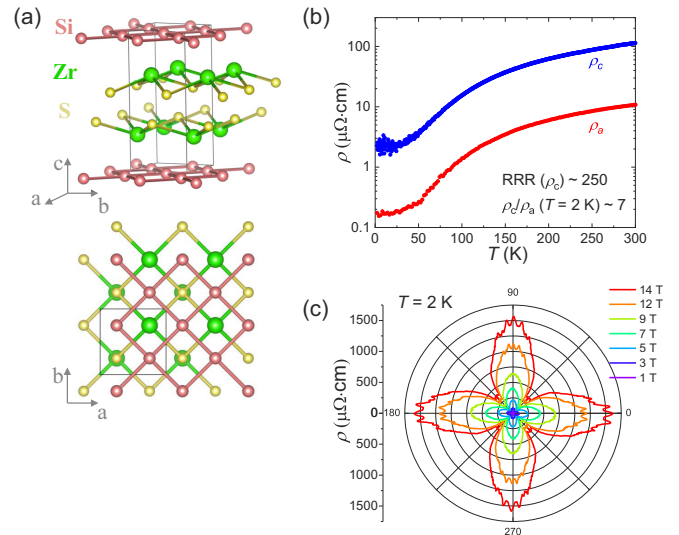 (a)
Si
Zr
S
c
a
b
b
a
(b)
100
10
1
0.1
ρ (μΩ·cm)
ρc
ρa
RRR (ρc) ~ 250
ρc/ρa (T = 2 K) ~ 7
0 50 100 150 200 250 300
T (K)
(c)
T = 2 K
90
14 T
12 T
9 T
7 T
5 T
3 T
1 T
1500
1000
500
0
500
1000
1500
ρ (μΩ·cm)
180
0
270